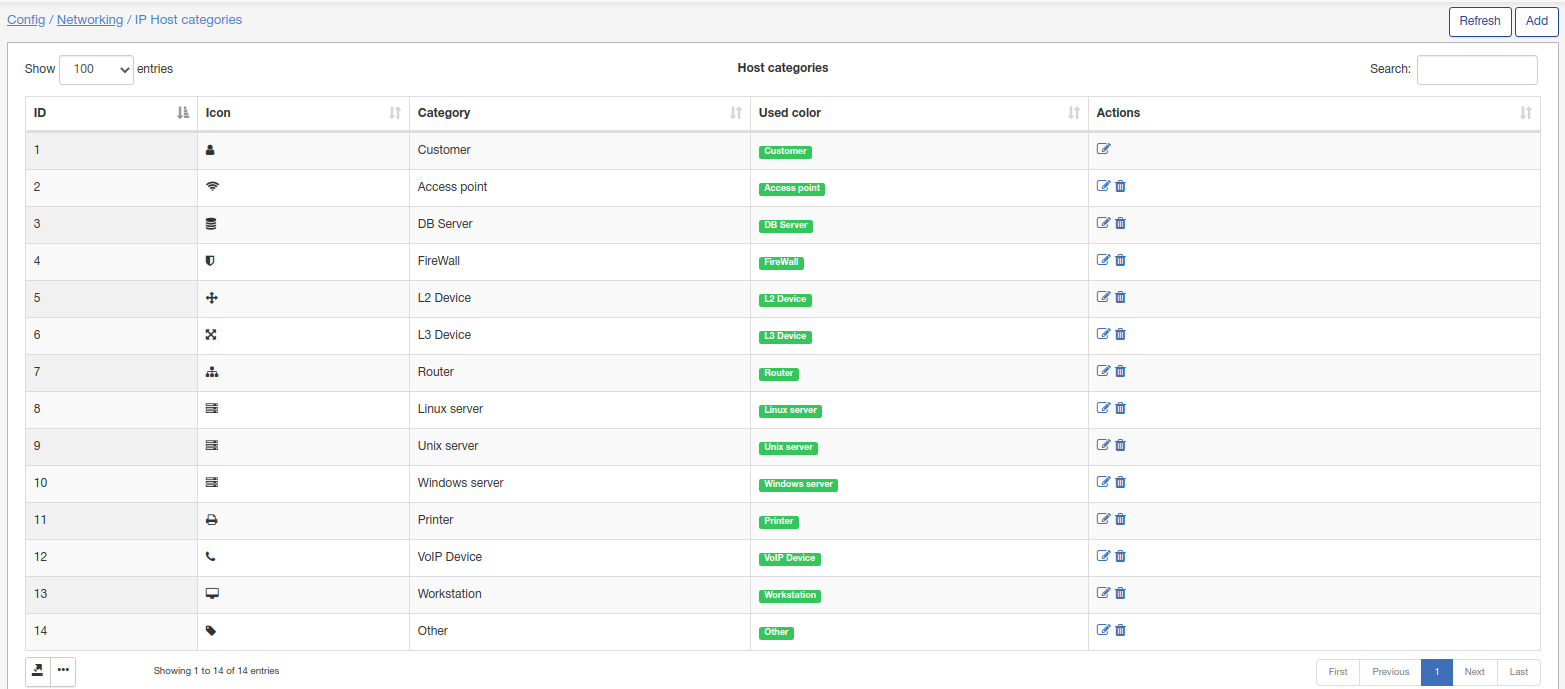 Config / Networking / IP Host categories
Refresh Add
Show 100 entries Host categories Search:
ID Icon Category Used color Actions
1 Customer Customer
2 Access point Access point
3 DB Server DB Server
4 FireWall FireWall
5 L2 Device L2 Device
6 L3 Device L3 Device
7 Router Router
8 Linux server Linux server
9 Unix server Unix server
10 Windows server Windows server
11 Printer Printer
12 VoIP Device VoIP Device
13 Workstation Workstation
14 Other Other
Showing 1 to 14 of 14 entries First Previous 1 Next Last